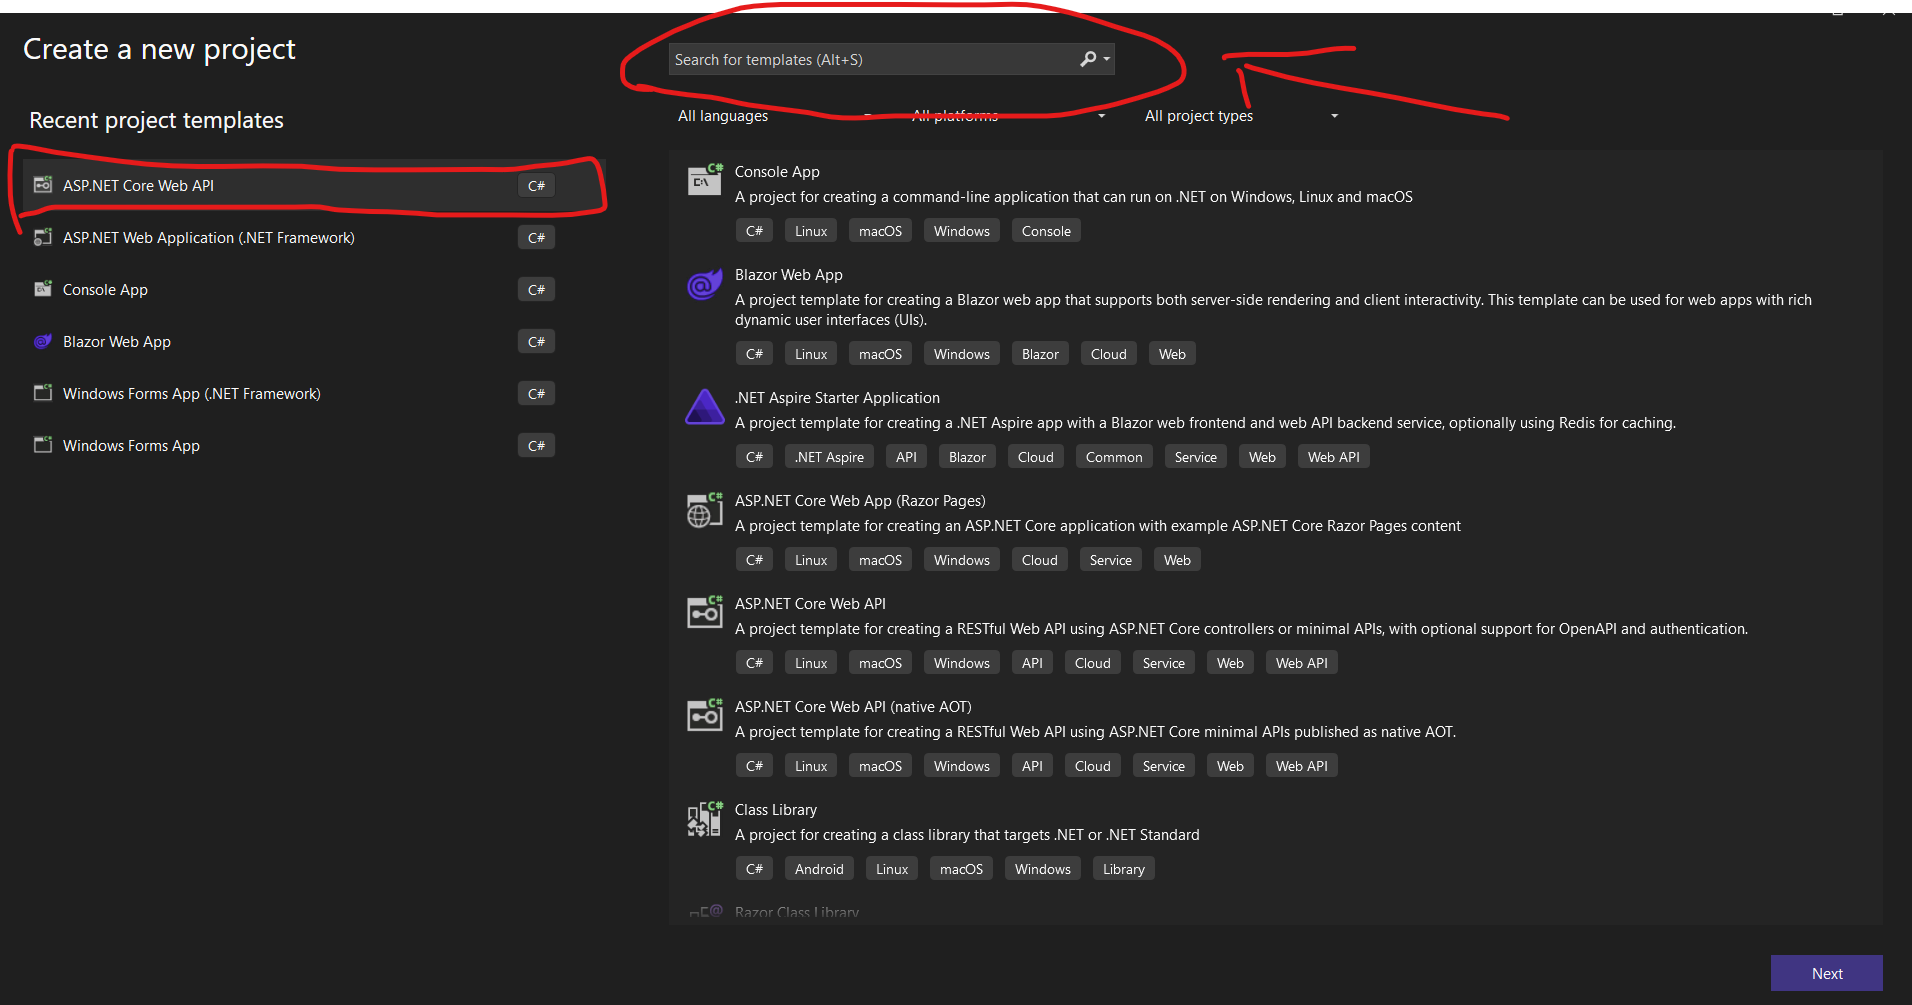 Create a new project
Search for templates (Alt+S)
Recent project templates
All languages
All platforms
All project types
ASP.NET Core Web API
C#
ASP.NET Web Application (.NET Framework)
C#
Console App
C#
Blazor Web App
C#
Windows Forms App (.NET Framework)
C#
Windows Forms App
C#
Console App
A project for creating a command-line application that can run on .NET on Windows, Linux and macOS
C# Linux macOS Windows Console
Blazor Web App
A project template for creating a Blazor web app that supports both server-side rendering and client interactivity. This template can be used for web apps with rich
dynamic user interfaces (UIs).
C# Linux macOS Windows Blazor Cloud Web
.NET Aspire Starter Application
A project template for creating a .NET Aspire app with a Blazor web frontend and web API backend service, optionally using Redis for caching.
C# .NET Aspire API Blazor Cloud Common Service Web Web API
ASP.NET Core Web App (Razor Pages)
A project template for creating an ASP.NET Core application with example ASP.NET Core Razor Pages content
C# Linux macOS Windows Cloud Service Web
ASP.NET Core Web API
A project template for creating a RESTful Web API using ASP.NET Core controllers or minimal APIs, with optional support for OpenAPI and authentication.
C# Linux macOS Windows API Cloud Service Web Web API
ASP.NET Core Web API (native AOT)
A project template for creating a RESTful Web API using ASP.NET Core minimal APIs published as native AOT.
C# Linux macOS Windows API Cloud Service Web Web API
Class Library
A project for creating a class library that targets .NET or .NET Standard
C# Android Linux macOS Windows Library
Razor Class Library
Next